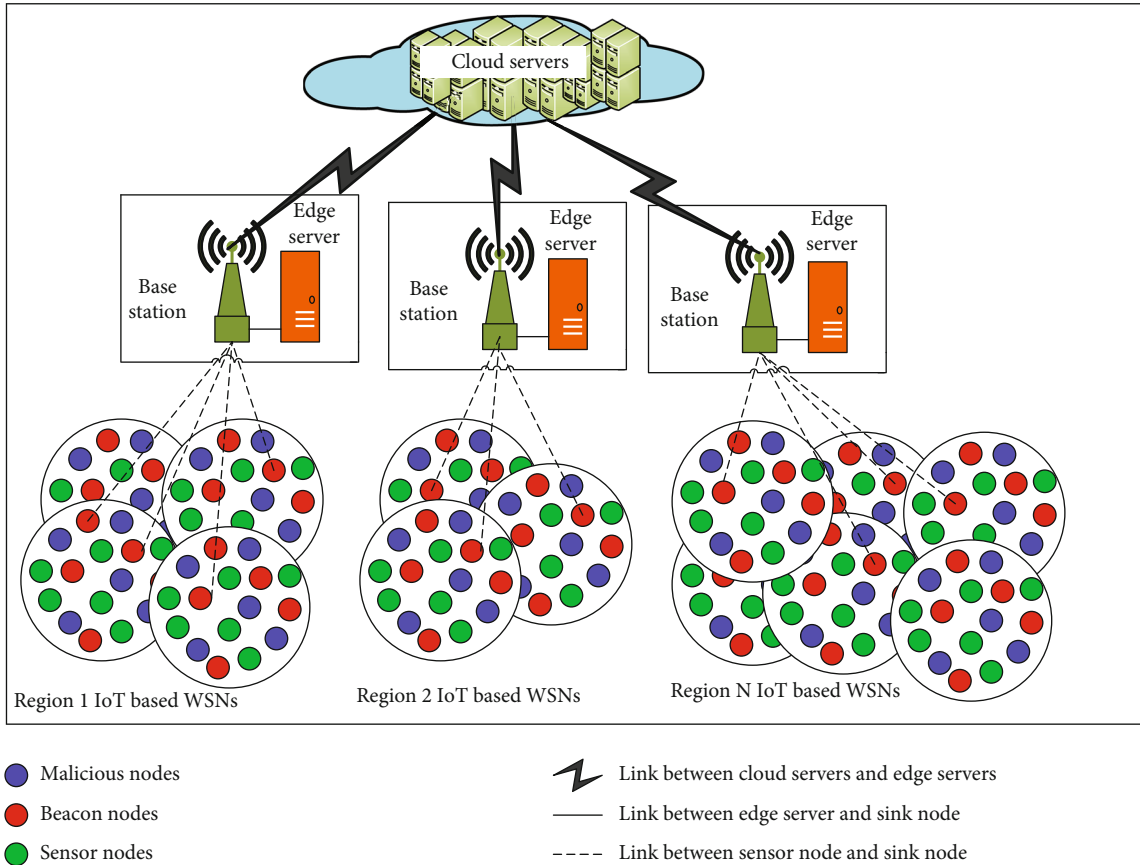 Cloud servers
Edge
server
Base
station
Edge
server
Base
station
Edge
server
Base
station
Region 1 IoT based WSNs
Region 2 IoT based WSNs
Region N IoT based WSNs
Malicious nodes
Beacon nodes
Sensor nodes
Link between cloud servers and edge servers
Link between edge server and sink node
Link between sensor node and sink node